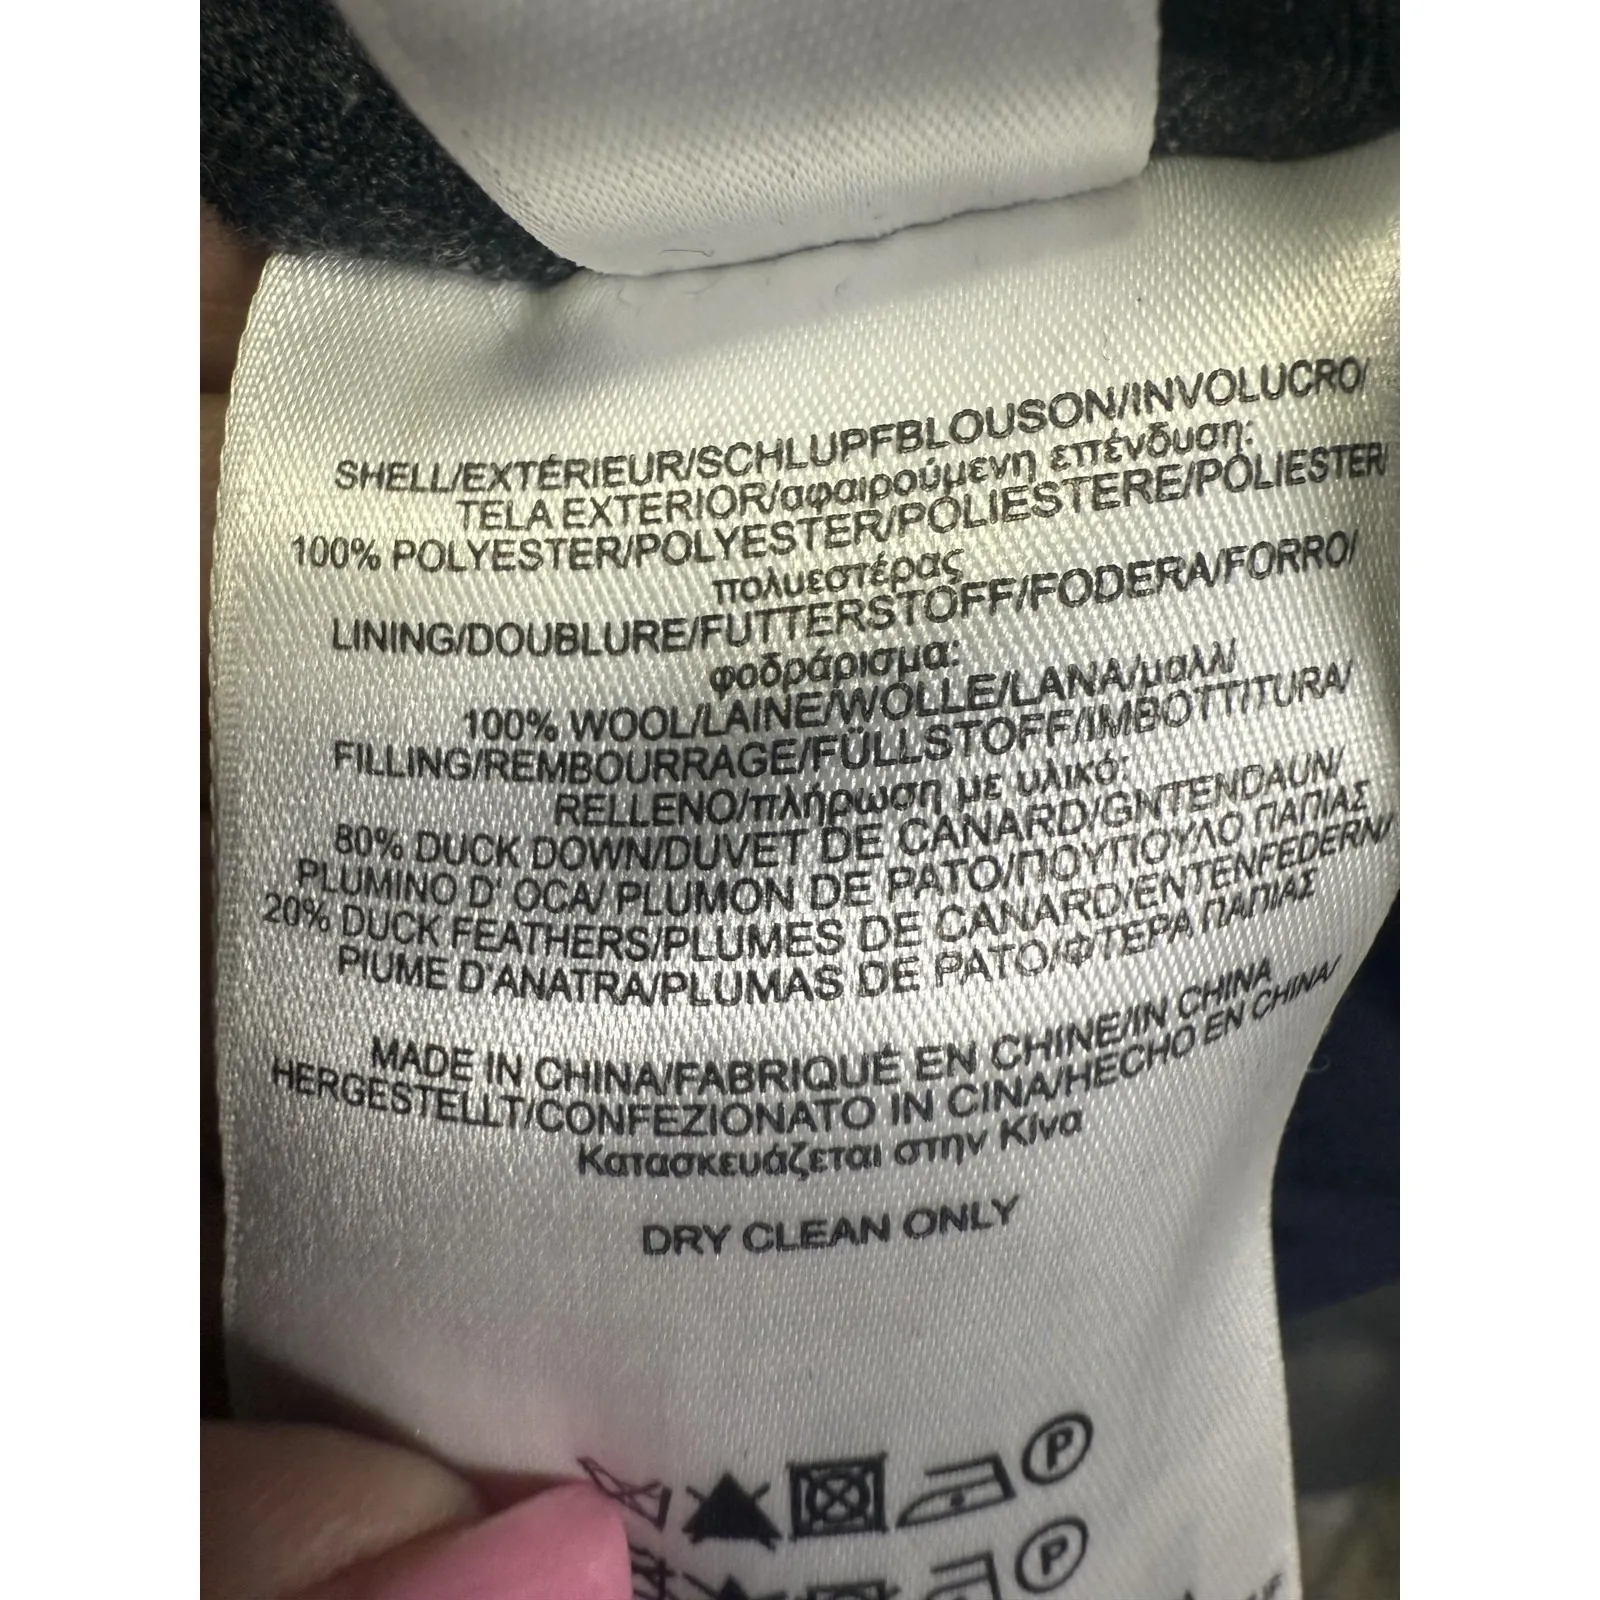 SHELL/EXTÉRIEUR/SCHLUPFBLOUSON/INVOLUCRO/
TELA EXTERIOR/αφαιρούμενη επένδυση:
100% POLYESTER/POLYESTER/POLIESTERE/POLIESTER/
πολυεστέρας
LINING/DOUBLURE/FUTTERSTOFF/FODERA/FORRO/
φοδράρισμα:
100% WOOL/LAINE/WOLLE/LANA/μαλλί
FILLING/REMBOURRAGE/FÜLLSTOFF/IMBOTTITURA/
RELLENO/πλήρωση με υλικό:
80% DUCK DOWN/DUVET DE CANARD/GNTENDAUN/
PLUMINO D' OCA/ PLUMON DE PATO/ΠΟΥΠΟΥΛΟ ΠΑΠΙΑΣ
20% DUCK FEATHERS/PLUMES DE CANARD/ENTENFEDERN/
PIUME D'ANATRA/PLUMAS DE PATO/ΦΤΕΡΑ ΠΑΠΙΑΣ
MADE IN CHINA/FABRIQUÉ EN CHINE/IN CHINA
HERGESTELLT/CONFEZIONATO IN CINA/HECHO EN CHINA/
Κατασκευάζεται στην Κίνα
DRY CLEAN ONLY
P
P